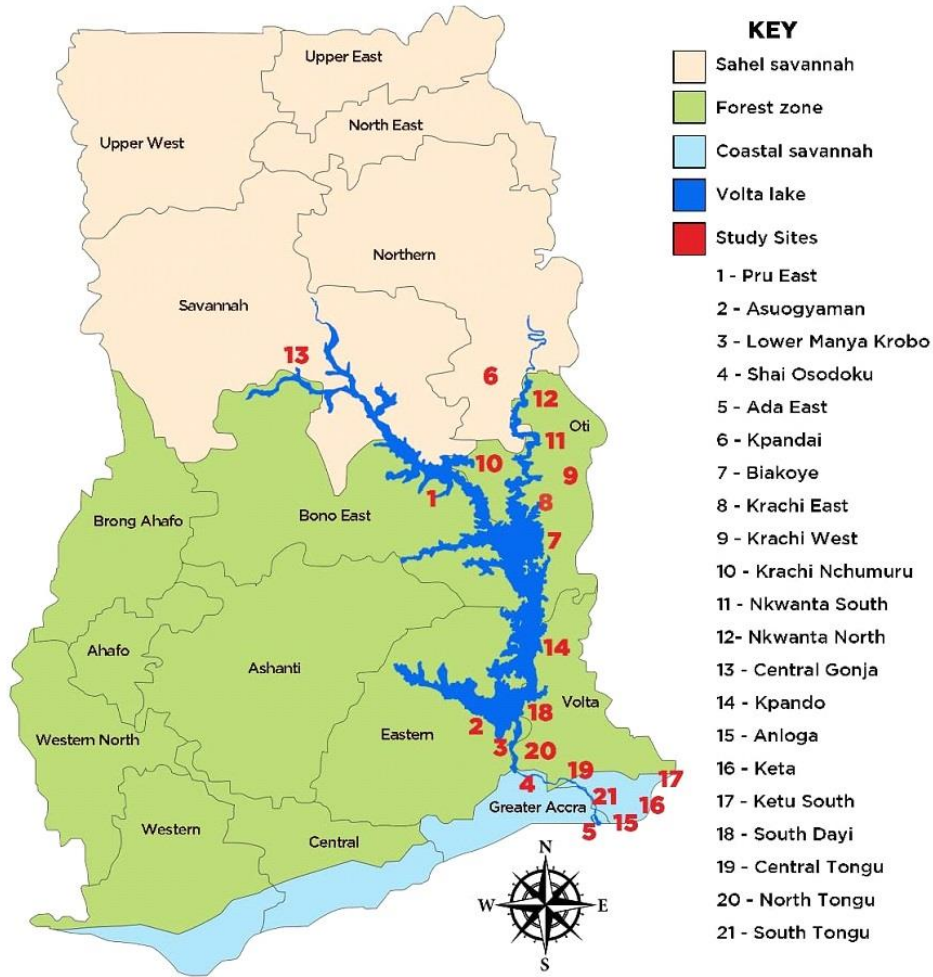 KEY
Sahel savannah
Forest zone
Coastal savannah
Volta lake
Study Sites
1 - Pru East
2 - Asuogyaman
3 - Lower Manya Krobo
4 - Shai Osodoku
5 - Ada East
6 - Kpandai
7 - Biakoye
8 - Krachi East
9 - Krachi West
10 - Krachi Nchumuru
11 - Nkwanta South
12- Nkwanta North
13 - Central Gonja
14 - Kpando
15 - Anloga
16 - Keta
17 - Ketu South
18 - South Dayi
19 - Central Tongu
20 - North Tongu
21 - South Tongu
Upper East
North East
Upper West
Northern
Savannah
13
6
12
Oti
11
10
9
1
8
Bono East
Brong Ahafo
7
14
Ahafo
Ashanti
Volta
18
2
Eastern
Western North
3
20
19
17
4
21
16
Greater Accra
15
5
Western
Central
N
W
E
S